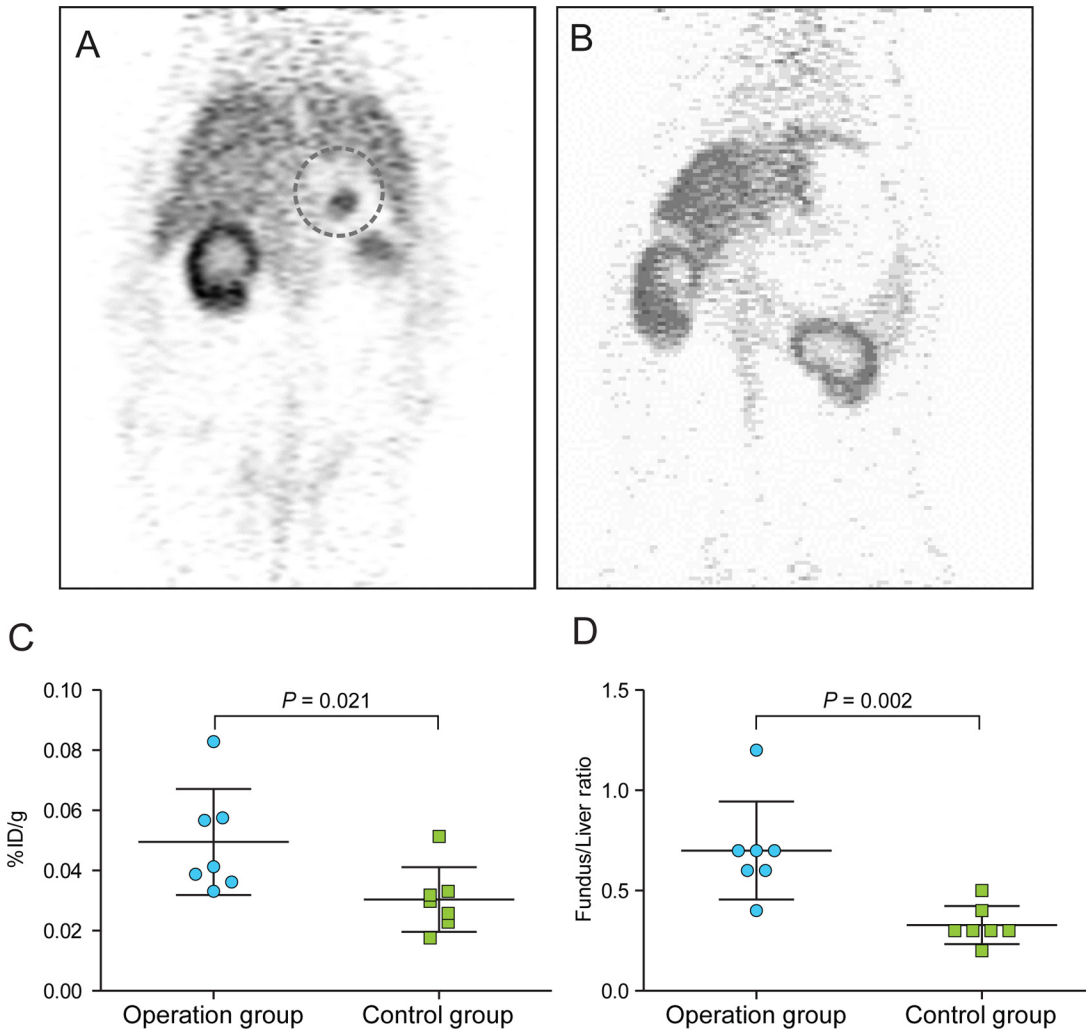 A
B
C
D
%ID/g
0.10
0.08
0.06
0.04
0.02
0.00
P = 0.021
Operation group
Control group
Fundus/Liver ratio
1.5
1.0
0.5
0.0
P = 0.002
Operation group
Control group